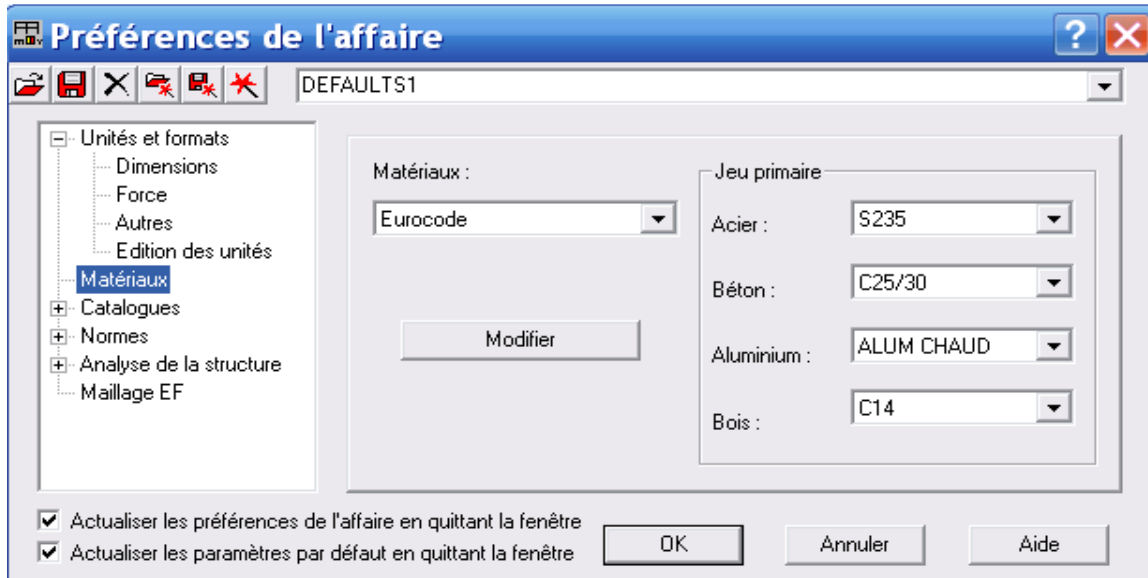 Préférences de l'affaire
DEFAULTS1
Unités et formats
Dimensions
Force
Autres
Edition des unités
Matériaux
Catalogues
Normes
Analyse de la structure
Maillage EF
Matériaux :
Eurocode
Modifier
Jeu primaire
Acier :
S235
Béton :
C25/30
Aluminium :
ALUM CHAUD
Bois :
C14
Actualiser les préférences de l'affaire en quittant la fenêtre
Actualiser les paramètres par défaut en quittant la fenêtre
OK
Annuler
Aide